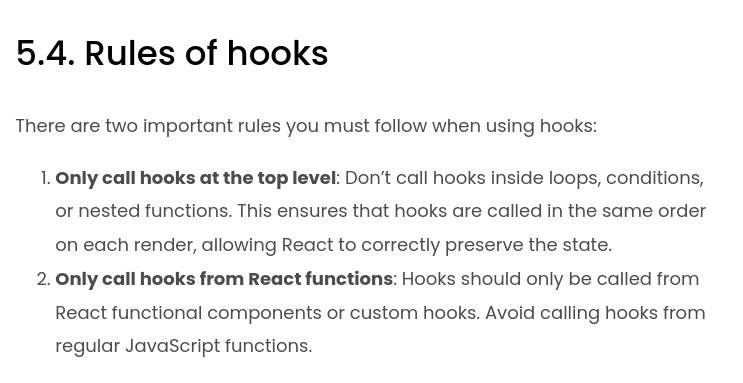 5.4. Rules of hooks
There are two important rules you must follow when using hooks:
1. Only call hooks at the top level: Don’t call hooks inside loops, conditions,
or nested functions. This ensures that hooks are called in the same order
on each render, allowing React to correctly preserve the state.
2. Only call hooks from React functions: Hooks should only be called from
React functional components or custom hooks. Avoid calling hooks from
regular JavaScript functions.